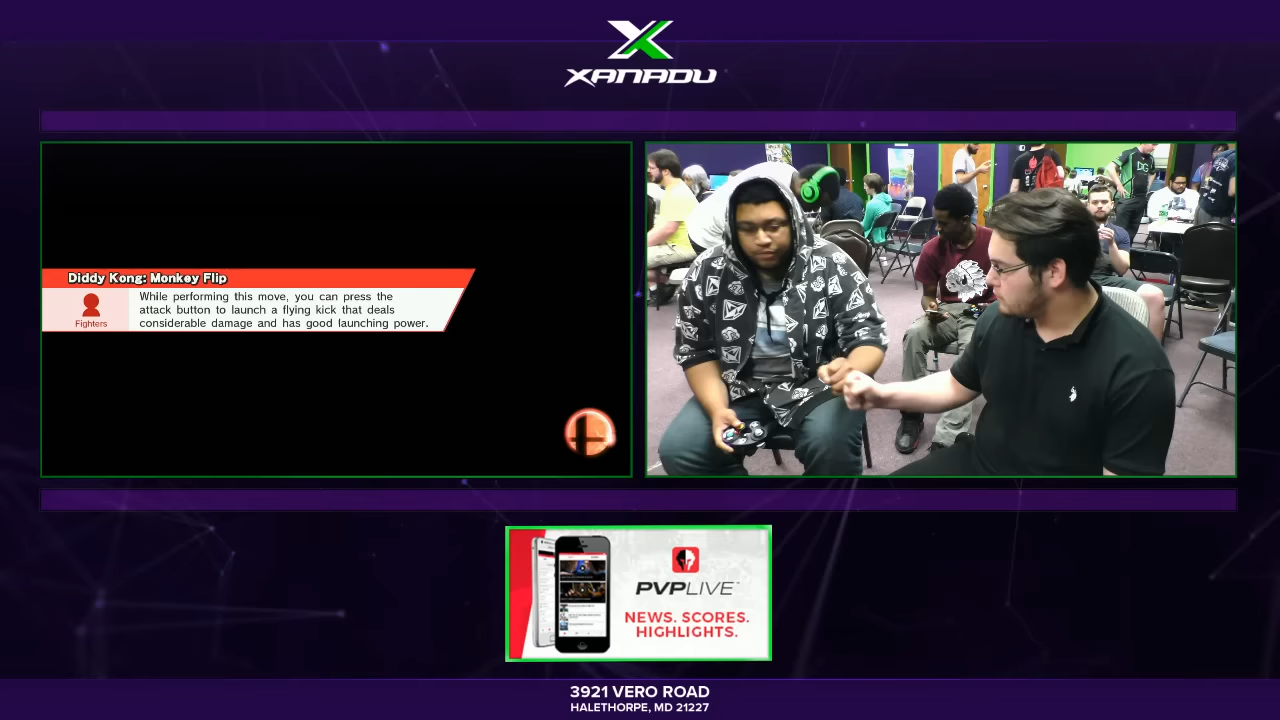 XANADU
Diddy Kong: Monkey Flip
While performing this move, you can press the
attack button to launch a flying kick that deals
considerable damage and has good launching power.
Fighters
DG
PVPLIVE
NEWS. SCORES.
HIGHLIGHTS.
3921 VERO ROAD
HALETHORPE, MD 21227